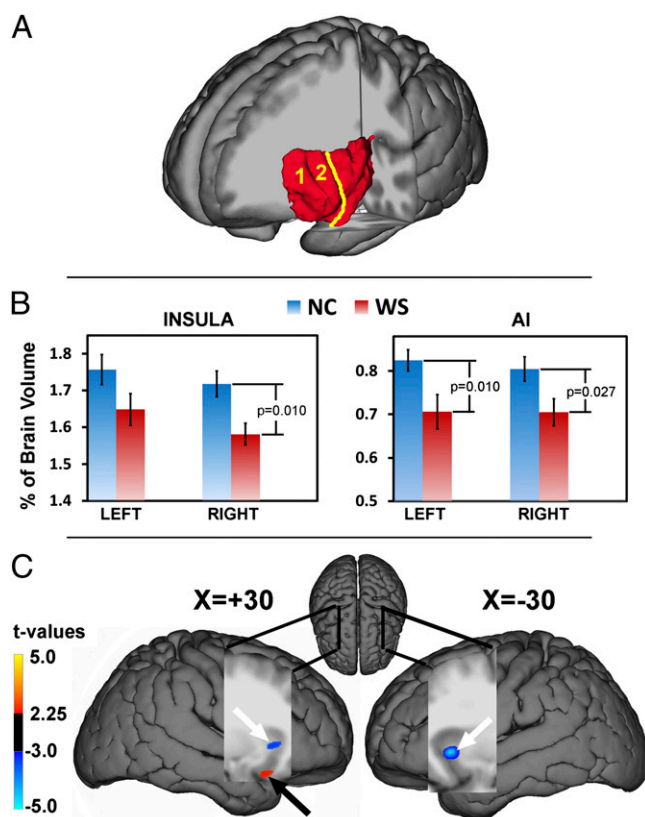 A
1 2
B
NC WS
INSULA
AI
% of Brain Volume
1.8
1.7
1.6
1.5
1.4
p=0.010
LEFT RIGHT
0.8
0.7
0.6
0.5
p=0.010
p=0.027
LEFT RIGHT
C
X=+30
X=-30
t-values
5.0
2.25
-3.0
-5.0